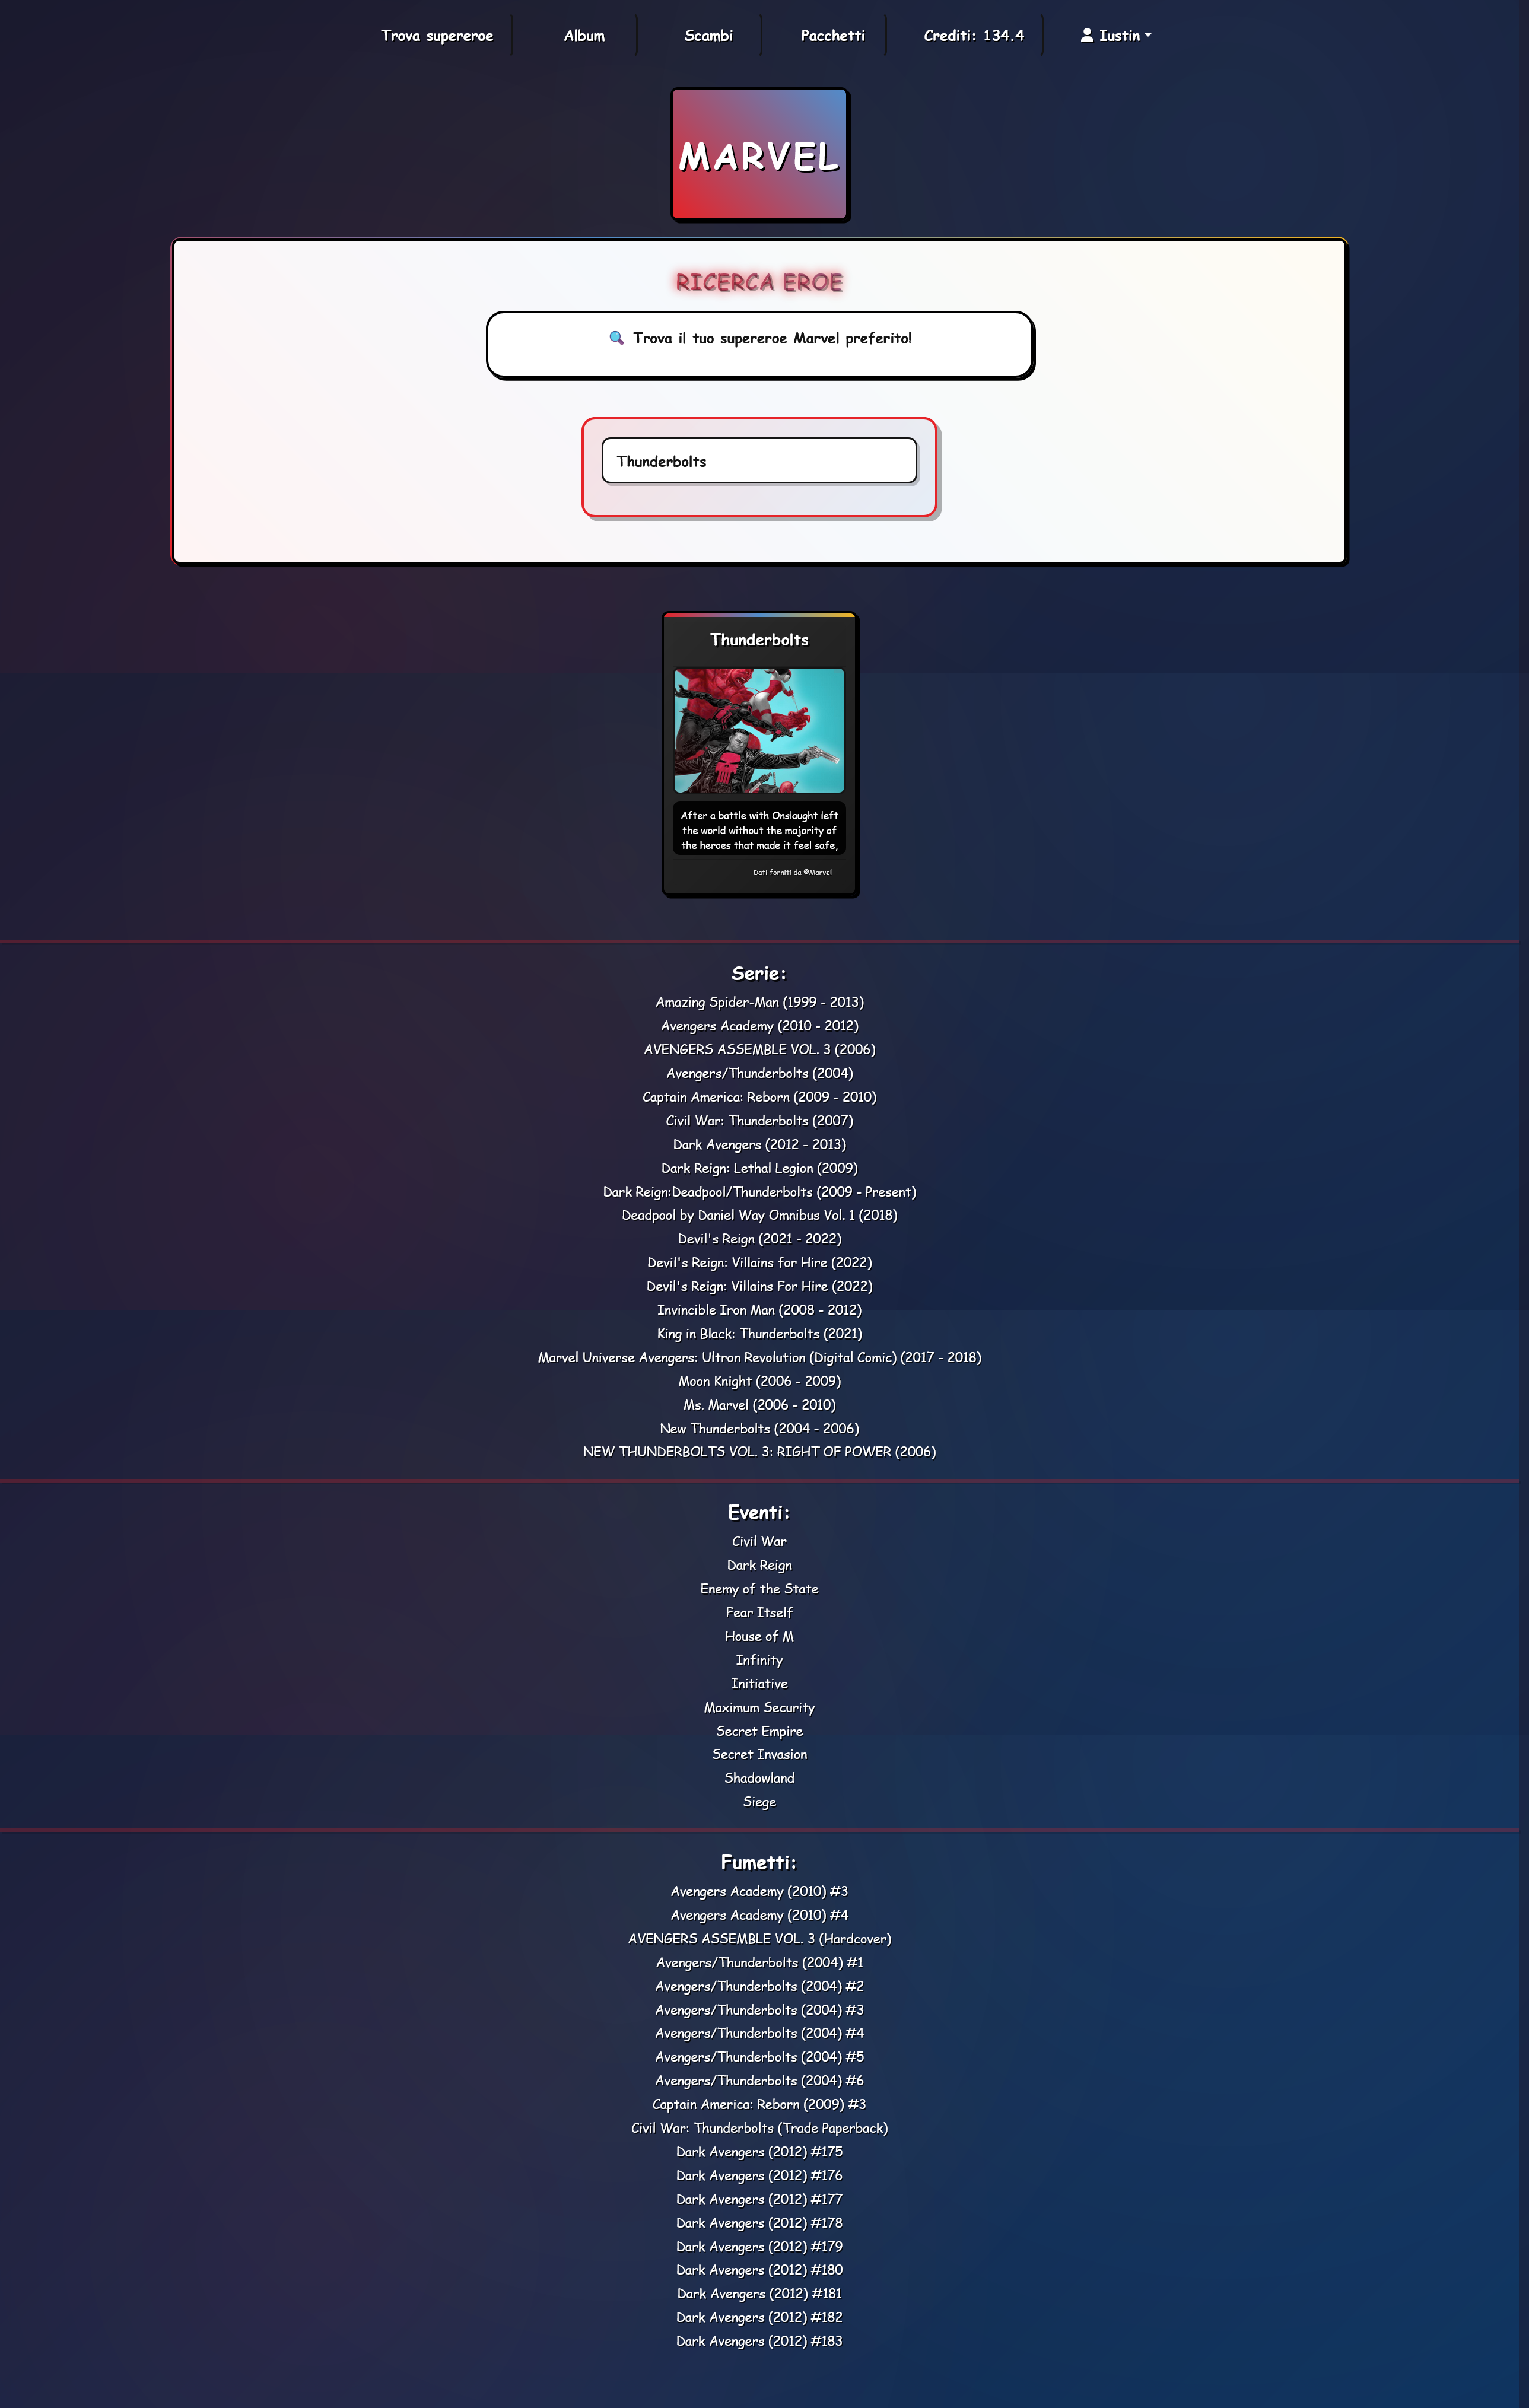 Trova supereroe
Album
Scambi
Pacchetti
Crediti: 134.4
Iustin
MARVEL
RICERCA EROE
Trova il tuo supereroe Marvel preferito!
Thunderbolts
Thunderbolts
After a battle with Onslaught left
the world without the majority of
the heroes that made it feel safe,
Dati forniti da ©Marvel
Serie:
Amazing Spider-Man (1999 - 2013)
Avengers Academy (2010 - 2012)
AVENGERS ASSEMBLE VOL. 3 (2006)
Avengers/Thunderbolts (2004)
Captain America: Reborn (2009 - 2010)
Civil War: Thunderbolts (2007)
Dark Avengers (2012 - 2013)
Dark Reign: Lethal Legion (2009)
Dark Reign:Deadpool/Thunderbolts (2009 - Present)
Deadpool by Daniel Way Omnibus Vol. 1 (2018)
Devil's Reign (2021 - 2022)
Devil's Reign: Villains for Hire (2022)
Devil's Reign: Villains For Hire (2022)
Invincible Iron Man (2008 - 2012)
King in Black: Thunderbolts (2021)
Marvel Universe Avengers: Ultron Revolution (Digital Comic) (2017 - 2018)
Moon Knight (2006 - 2009)
Ms. Marvel (2006 - 2010)
New Thunderbolts (2004 - 2006)
NEW THUNDERBOLTS VOL. 3: RIGHT OF POWER (2006)
Eventi:
Civil War
Dark Reign
Enemy of the State
Fear Itself
House of M
Infinity
Initiative
Maximum Security
Secret Empire
Secret Invasion
Shadowland
Siege
Fumetti:
Avengers Academy (2010) #3
Avengers Academy (2010) #4
AVENGERS ASSEMBLE VOL. 3 (Hardcover)
Avengers/Thunderbolts (2004) #1
Avengers/Thunderbolts (2004) #2
Avengers/Thunderbolts (2004) #3
Avengers/Thunderbolts (2004) #4
Avengers/Thunderbolts (2004) #5
Avengers/Thunderbolts (2004) #6
Captain America: Reborn (2009) #3
Civil War: Thunderbolts (Trade Paperback)
Dark Avengers (2012) #175
Dark Avengers (2012) #176
Dark Avengers (2012) #177
Dark Avengers (2012) #178
Dark Avengers (2012) #179
Dark Avengers (2012) #180
Dark Avengers (2012) #181
Dark Avengers (2012) #182
Dark Avengers (2012) #183